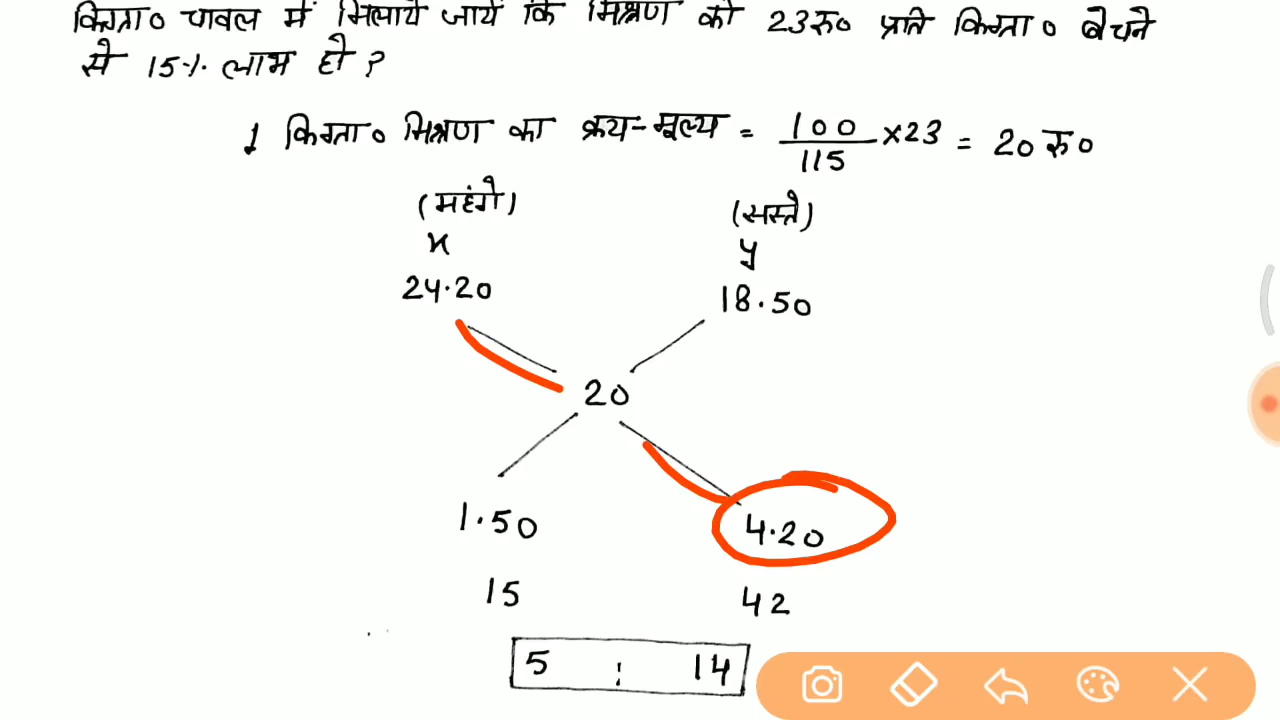 किग्रा० चावल में मिलाये जायें कि मिश्रण को 23रु० प्रति किग्रा० बेचने
से 15% लाभ हो ?
1 किग्रा० मिश्रण का क्रय-मूल्य = 100/115 ×23 = 20 रु०
(महंगे) (सस्ते)
x y
24.20 18.50
20
1.50 4.20
15 42
5 : 14